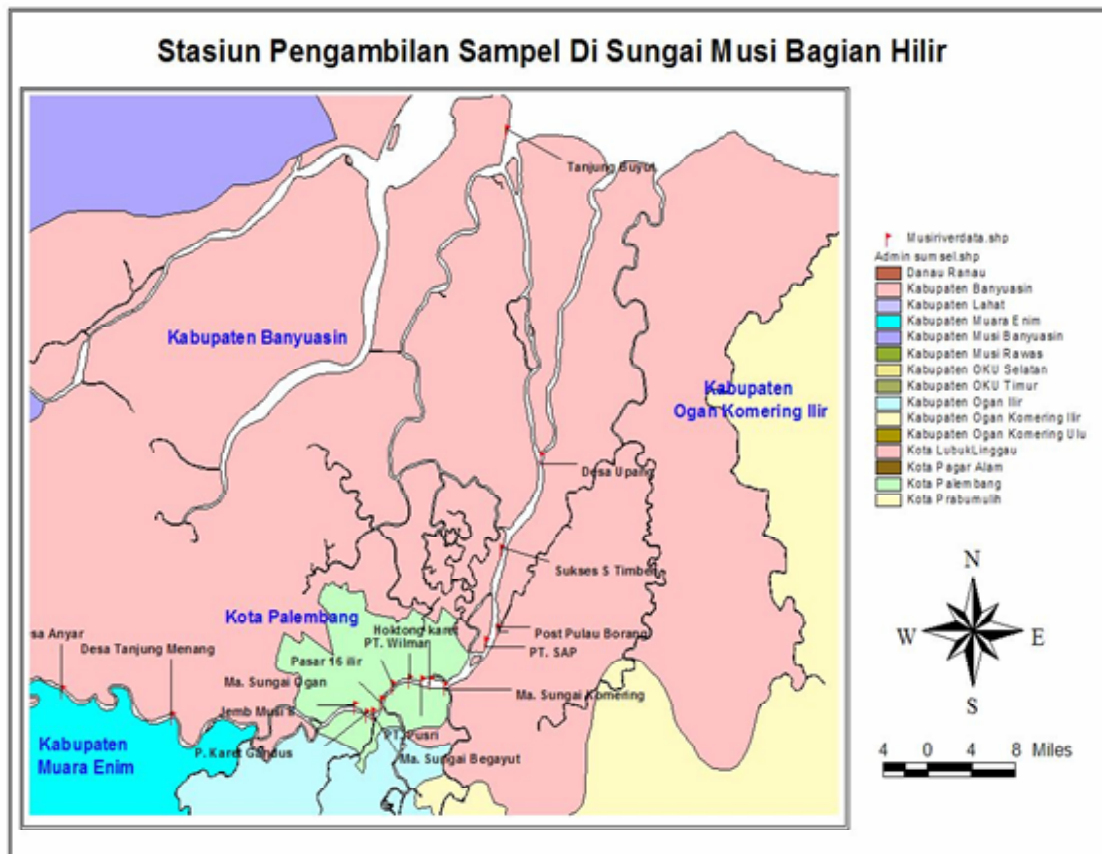 Stasiun Pengambilan Sampel Di Sungai Musi Bagian Hilir
Tanjung Buyut
Kabupaten Banyuasin
Kabupaten
Ogan Komering Ilir
Desa Upang
Sukses S Timber
Kota Palembang
Hoktong karet
Post Pulau Borang
PT. Wilmar
PT. SAP
sa Anyar
Desa Tanjung Menang
Pasar 16 ilir
Ma. Sungai Ogan
Ma. Sungai Komering
Jemb Musi II
PT. Pusri
P. Karet Gandus
Ma. Sungai Begayut
Kabupaten
Muara Enim
Musiriverdata.shp
Admin sumsel.shp
Danau Ranau
Kabupaten Banyuasin
Kabupaten Lahat
Kabupaten Muara Enim
Kabupaten Musi Banyuasin
Kabupaten Musi Rawas
Kabupaten OKU Selatan
Kabupaten OKU Timur
Kabupaten Ogan Ilir
Kabupaten Ogan Komering Ilir
Kabupaten Ogan Komering Ulu
Kota LubukLinggau
Kota Pagar Alam
Kota Palembang
Kota Prabumulih
N
W E
S
4 0 4 8 Miles